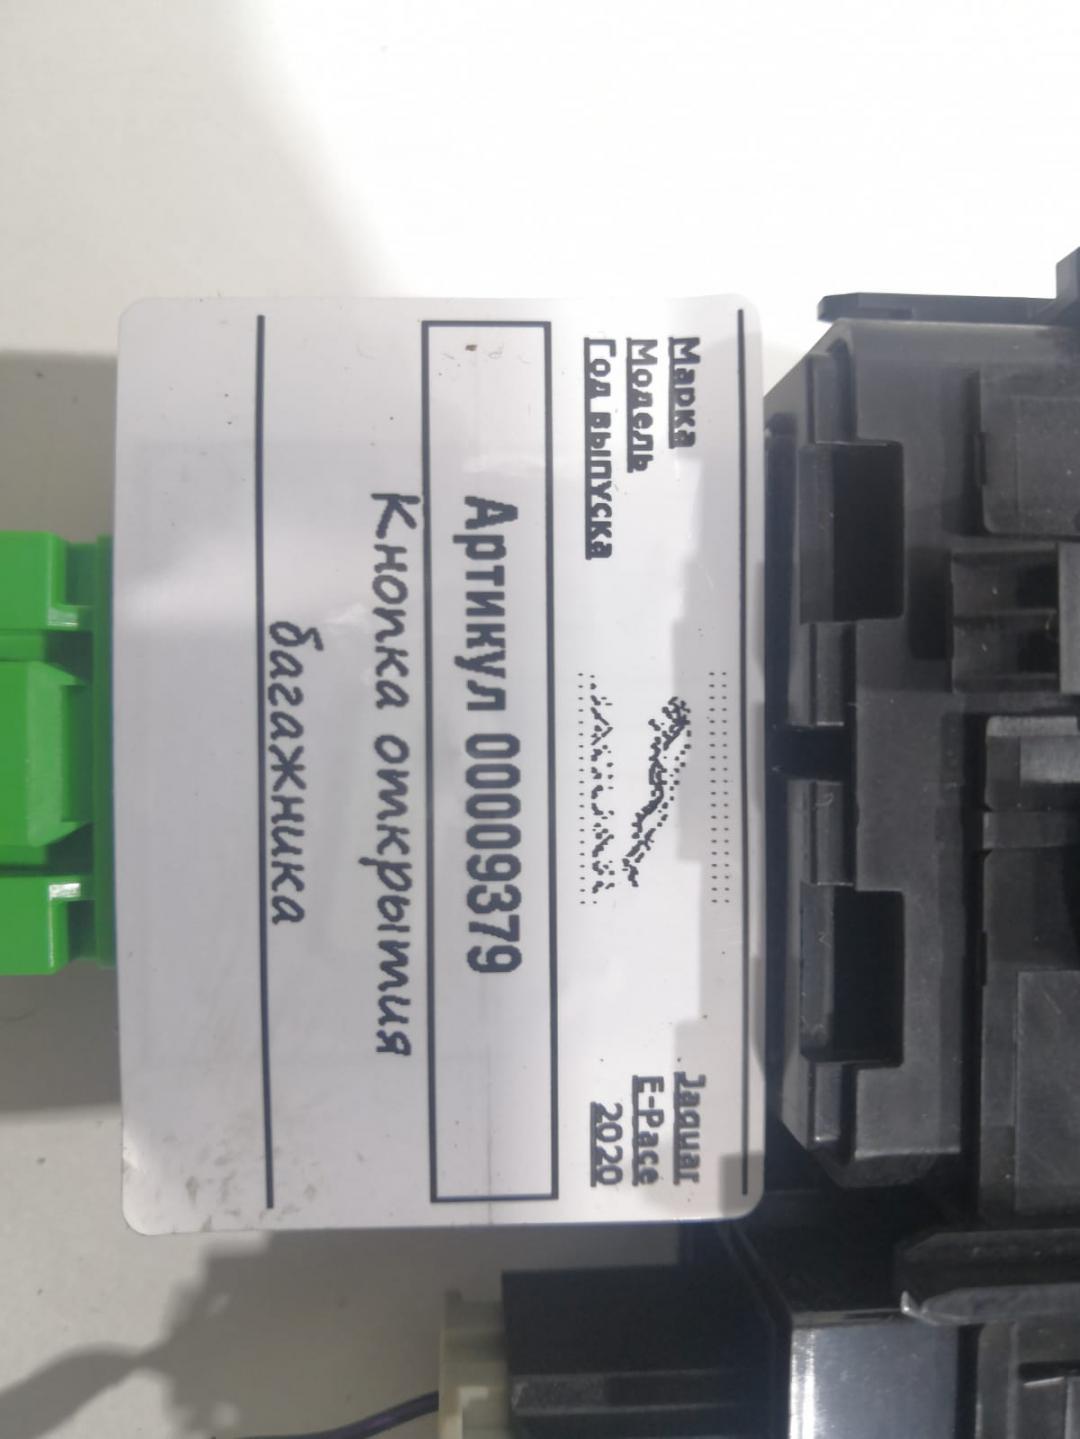 Марка Jaguar
Модель E-Pace
Год выпуска 2020
Артикул 00009379
Кнопка открытия
багажника